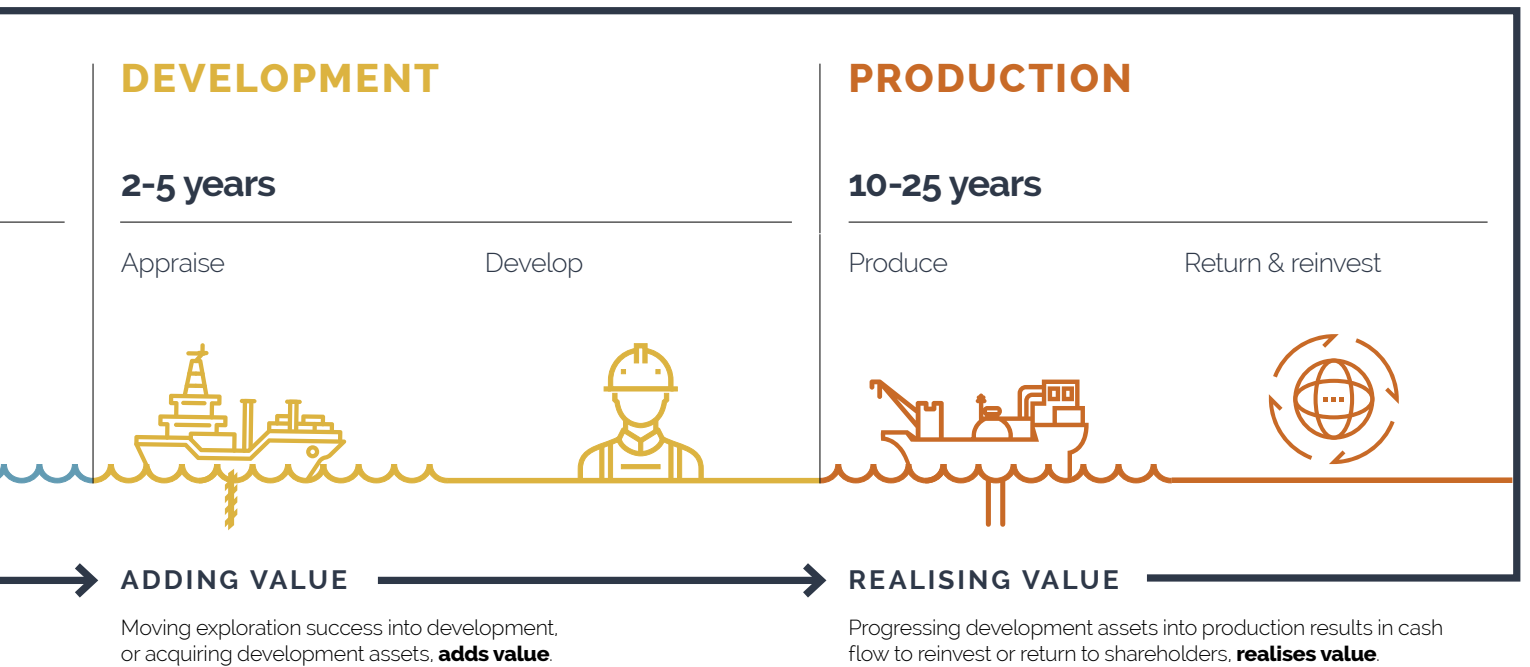 DEVELOPMENT
2-5 years
Appraise
Develop
ADDING VALUE
Moving exploration success into development,
or acquiring development assets, adds value.
PRODUCTION
10-25 years
Produce
Return & reinvest
REALISING VALUE
Progressing development assets into production results in cash
flow to reinvest or return to shareholders, realises value.